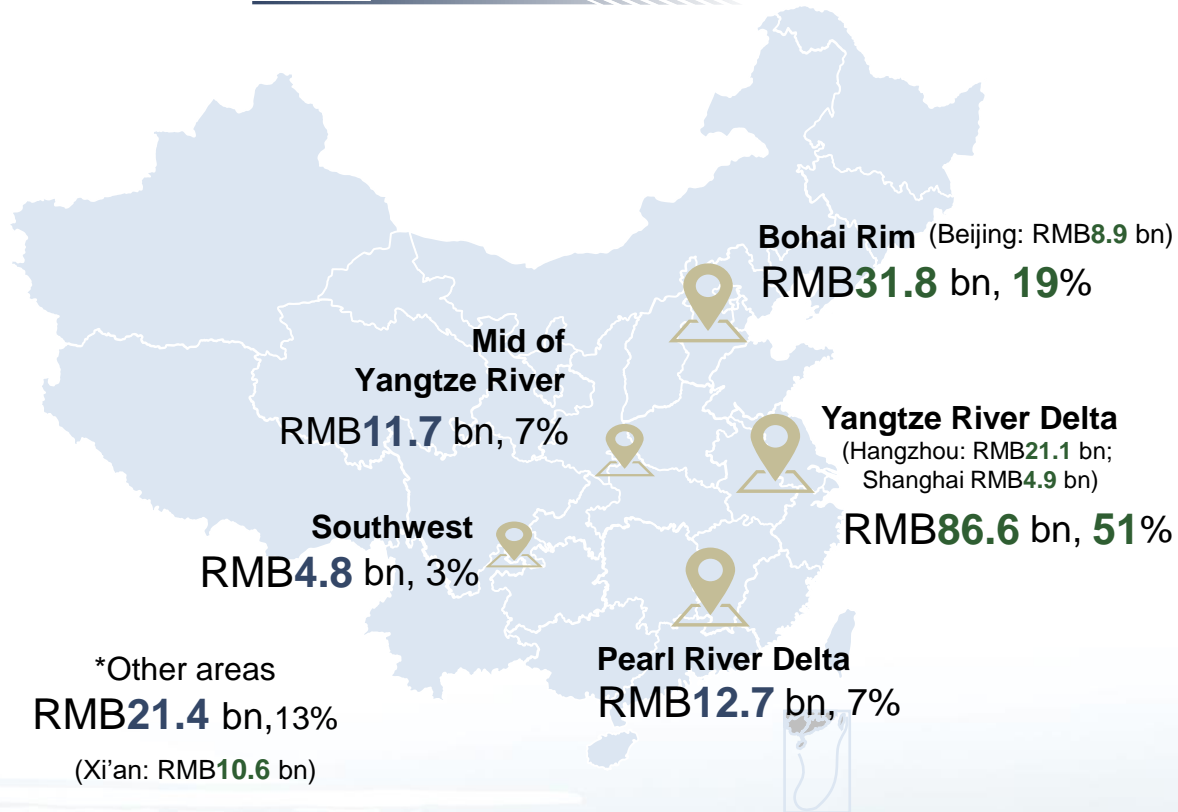 Bohai Rim (Beijing: RMB8.9 bn)
RMB31.8 bn, 19%
Mid of
Yangtze River
RMB11.7 bn, 7%
Yangtze River Delta
(Hangzhou: RMB21.1 bn;
Shanghai RMB4.9 bn)
RMB86.6 bn, 51%
Southwest
RMB4.8 bn, 3%
Pearl River Delta
RMB12.7 bn, 7%
*Other areas
RMB21.4 bn,13%
(Xi’an: RMB10.6 bn)